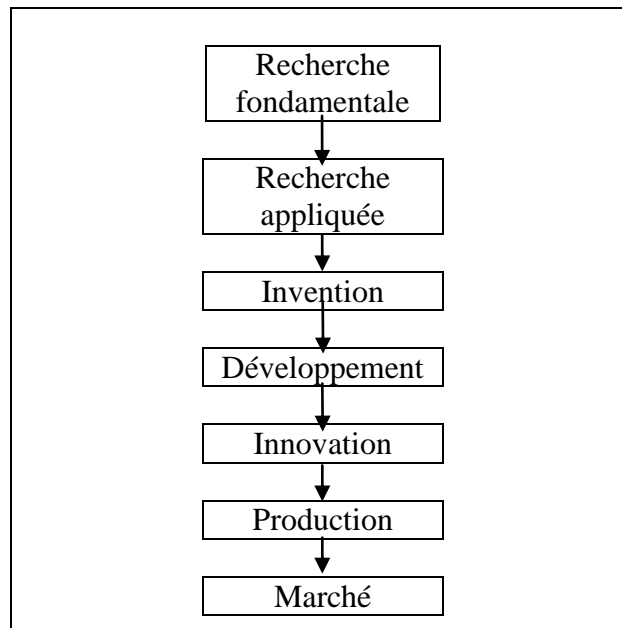 Recherche
fondamentale
Recherche
appliquée
Invention
Développement
Innovation
Production
Marché